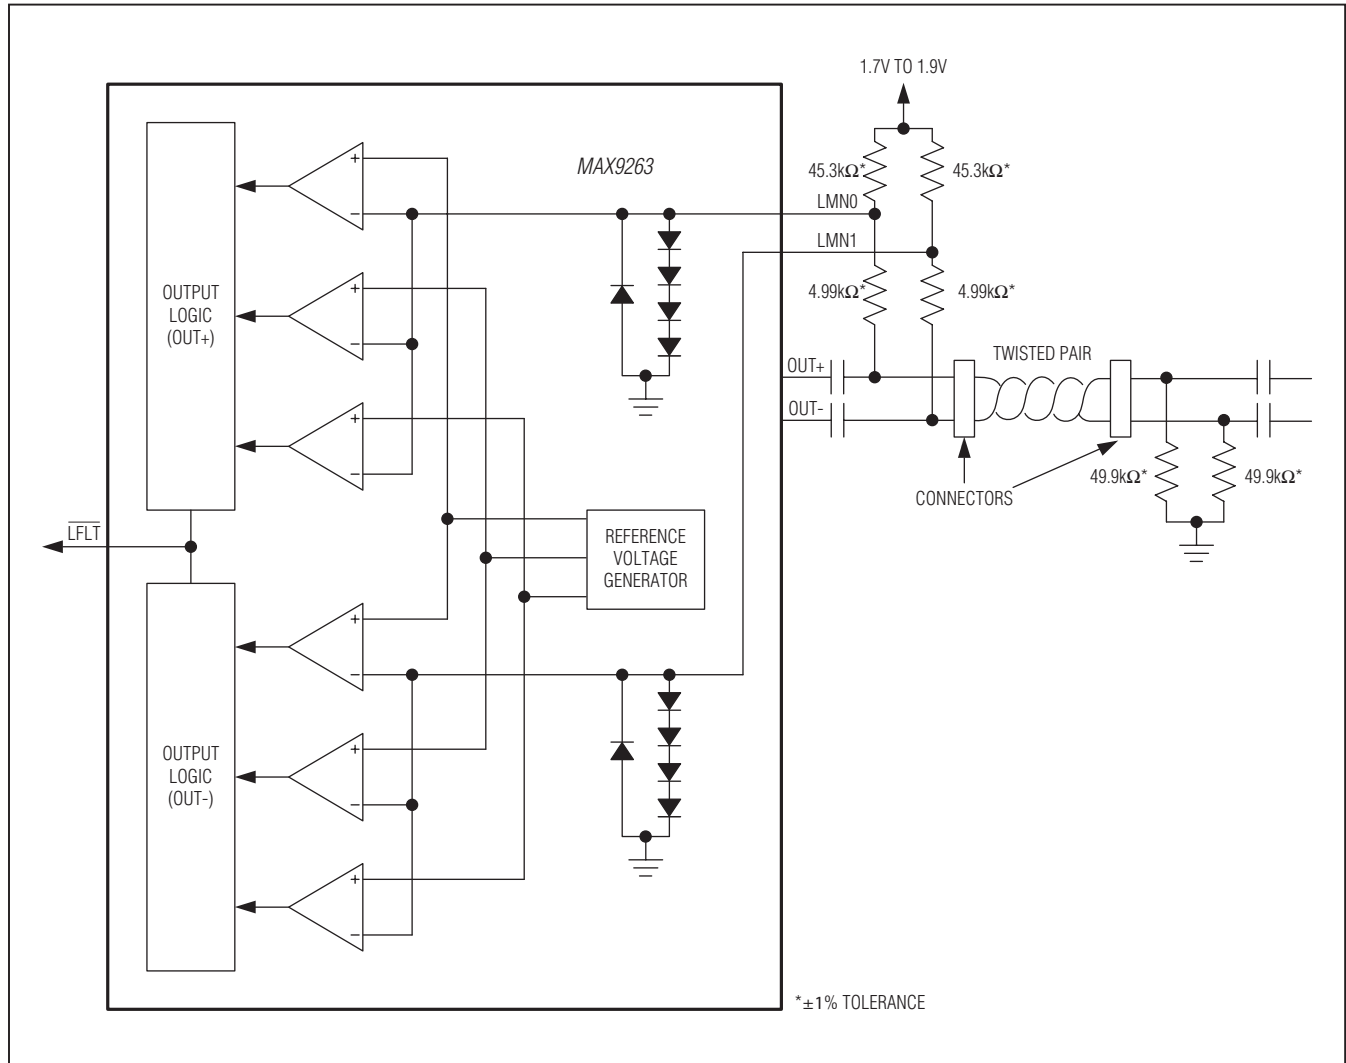 1.7V TO 1.9V
MAX9263
45.3kΩ*
45.3kΩ*
LMN0
LMN1
4.99kΩ*
4.99kΩ*
OUTPUT
LOGIC
(OUT+)
+
−
+
−
+
−
OUT+
OUT-
TWISTED PAIR
CONNECTORS
49.9kΩ*
49.9kΩ*
LFLT
REFERENCE
VOLTAGE
GENERATOR
OUTPUT
LOGIC
(OUT-)
+
−
+
−
+
−
*±1% TOLERANCE